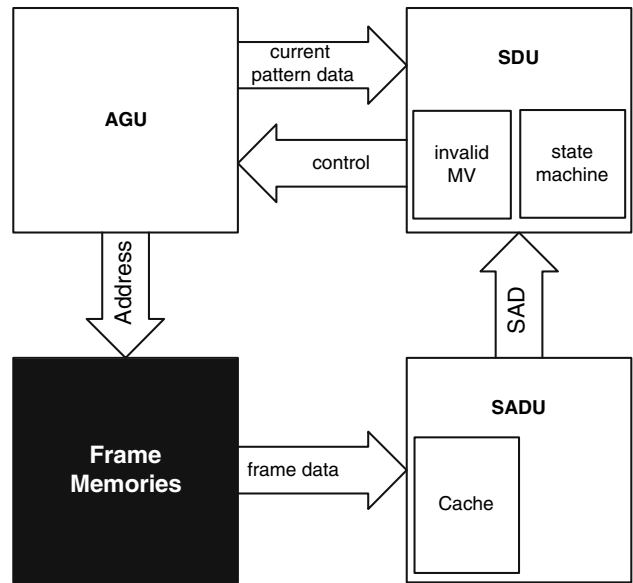 AGU
current
pattern data
SDU
control
invalid
MV
state
machine
Address
SAD
Frame
Memories
frame data
SADU
Cache